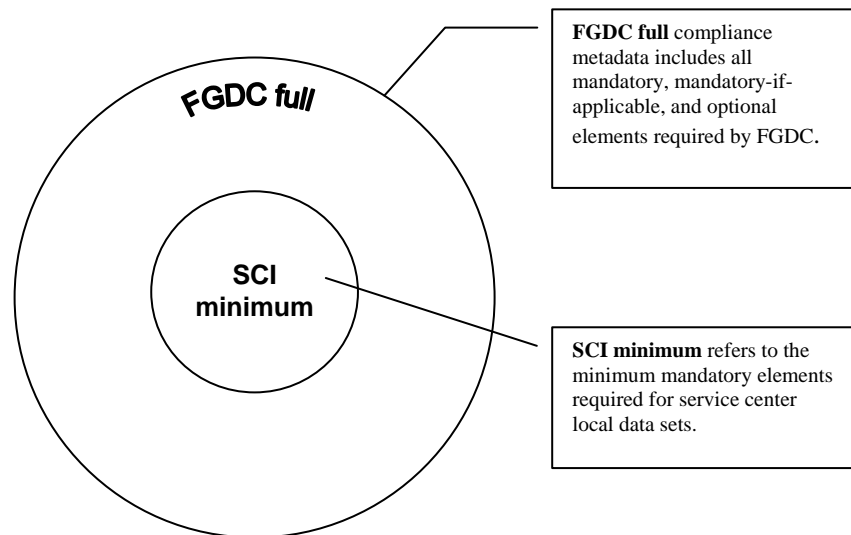 FGDC full
FGDC full compliance
metadata includes all
mandatory, mandatory-if-
applicable, and optional
elements required by FGDC.
SCI
minimum
SCI minimum refers to the
minimum mandatory elements
required for service center
local data sets.